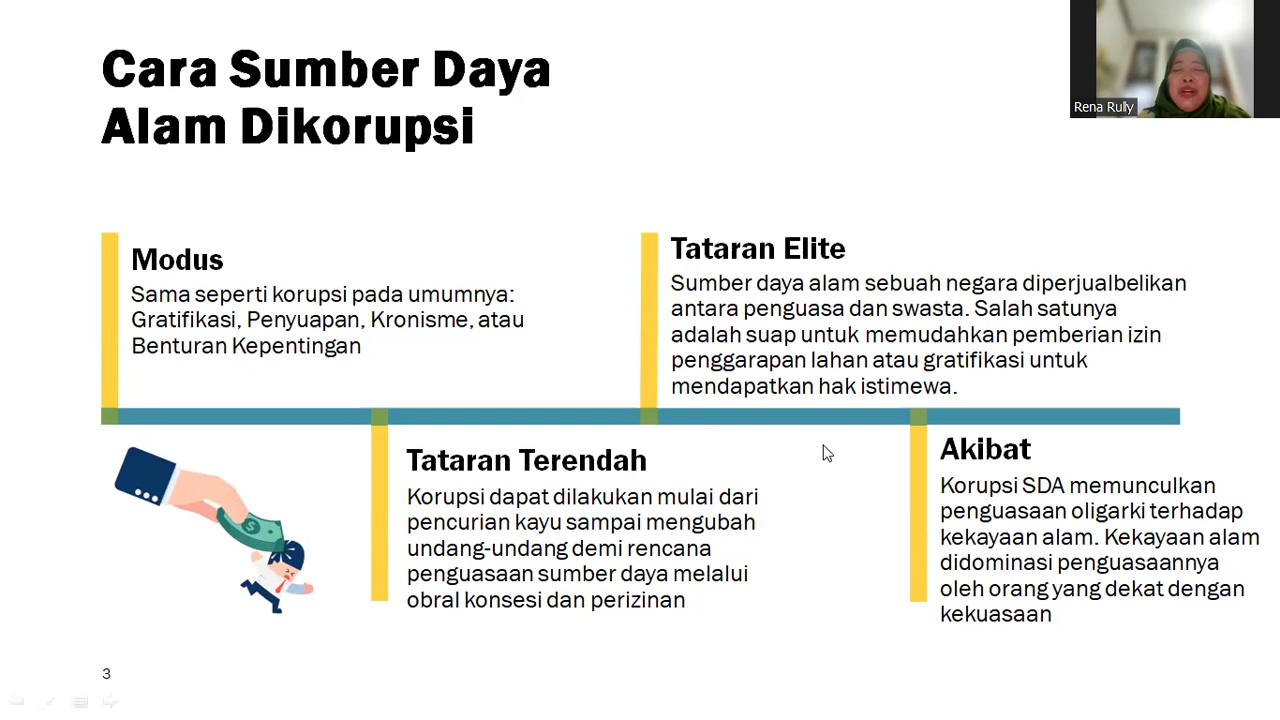 Cara Sumber Daya
Alam Dikorupsi
Rena Rully
Modus
Sama seperti korupsi pada umumnya:
Gratifikasi, Penyuapan, Kronisme, atau
Benturan Kepentingan
Tataran Elite
Sumber daya alam sebuah negara diperjualbelikan
antara penguasa dan swasta. Salah satunya
adalah suap untuk memudahkan pemberian izin
penggarapan lahan atau gratifikasi untuk
mendapatkan hak istimewa.
Tataran Terendah
Korupsi dapat dilakukan mulai dari
pencurian kayu sampai mengubah
undang-undang demi rencana
penguasaan sumber daya melalui
obral konsesi dan perizinan
Akibat
Korupsi SDA memunculkan
penguasaan oligarki terhadap
kekayaan alam. Kekayaan alam
didominasi penguasaannya
oleh orang yang dekat dengan
kekuasaan
3